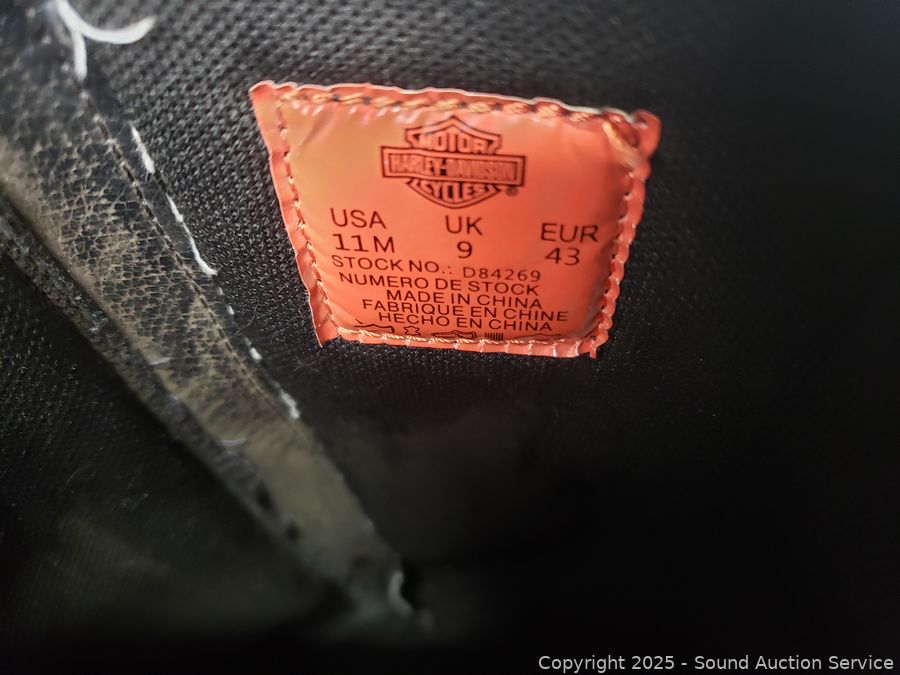 MOTOR
HARLEY-DAVIDSON
CYCLES ®
USA UK EUR
11M 9 43
STOCK NO.: D84269
NUMERO DE STOCK
MADE IN CHINA
FABRIQUE EN CHINE
HECHO EN CHINA
Copyright 2025 - Sound Auction Service